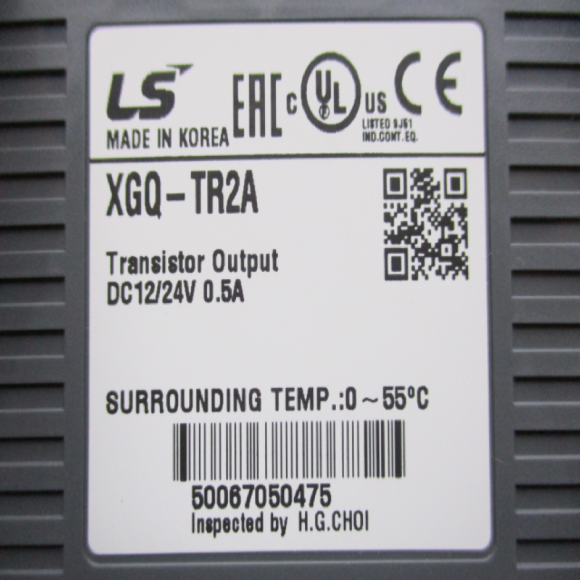 LS EAC c UL US CE
LISTED 9J61
IND.CONT.EQ.
MADE IN KOREA
XGQ-TR2A
Transistor Output
DC12/24V 0.5A
SURROUNDING TEMP.:0~55°C
50067050475
Inspected by H.G.CHOI